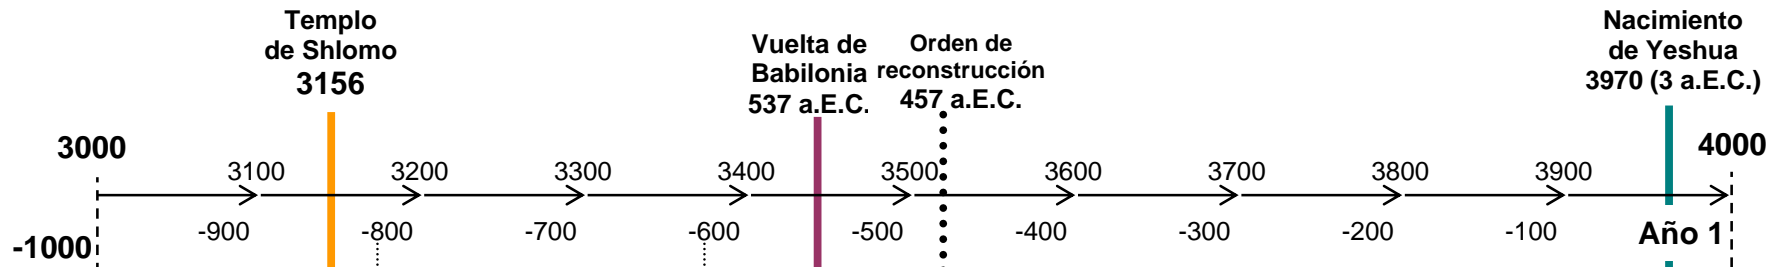 Templo
de Shlomo
3156
Vuelta de
Babilonia
537 a.E.C.
Orden de
reconstrucción
457 a.E.C.
Nacimiento
de Yeshua
3970 (3 a.E.C.)
3000
3100
3200
3300
3400
3500
3600
3700
3800
3900
4000
-1000
-900
-800
-700
-600
-500
-400
-300
-200
-100
Año 1